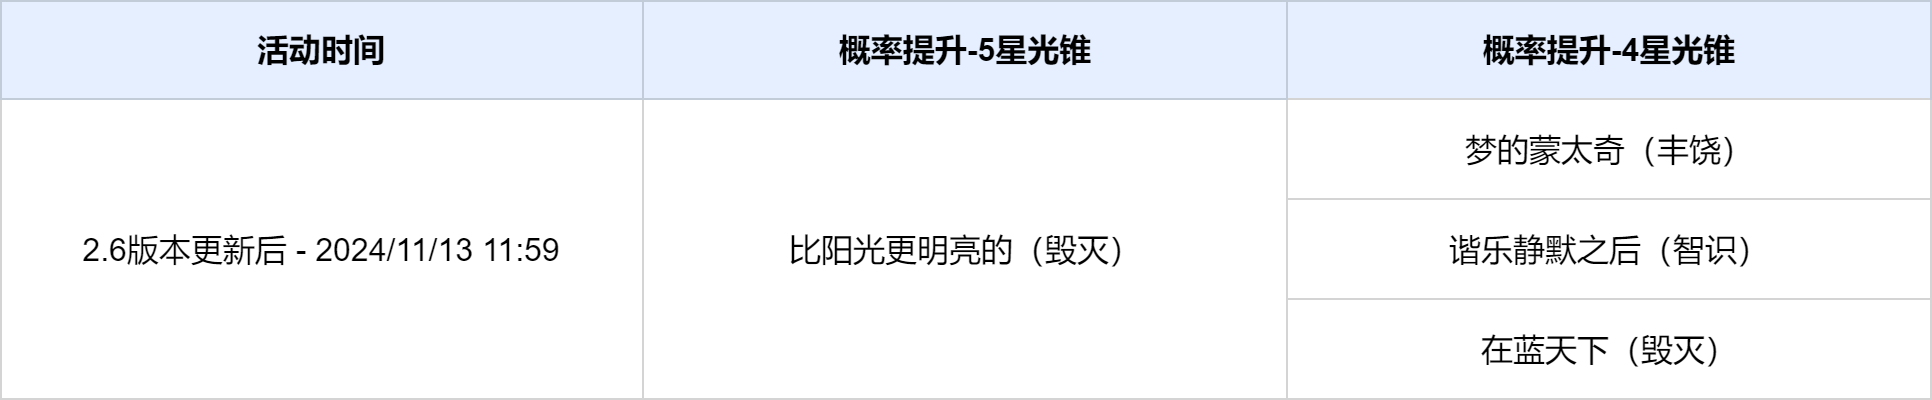 活动时间
概率提升-5星光锥
概率提升-4星光锥
2.6版本更新后 - 2024/11/13 11:59
比阳光更明亮的（毁灭）
梦的蒙太奇（丰饶）
谐乐静默之后（智识）
在蓝天下（毁灭）